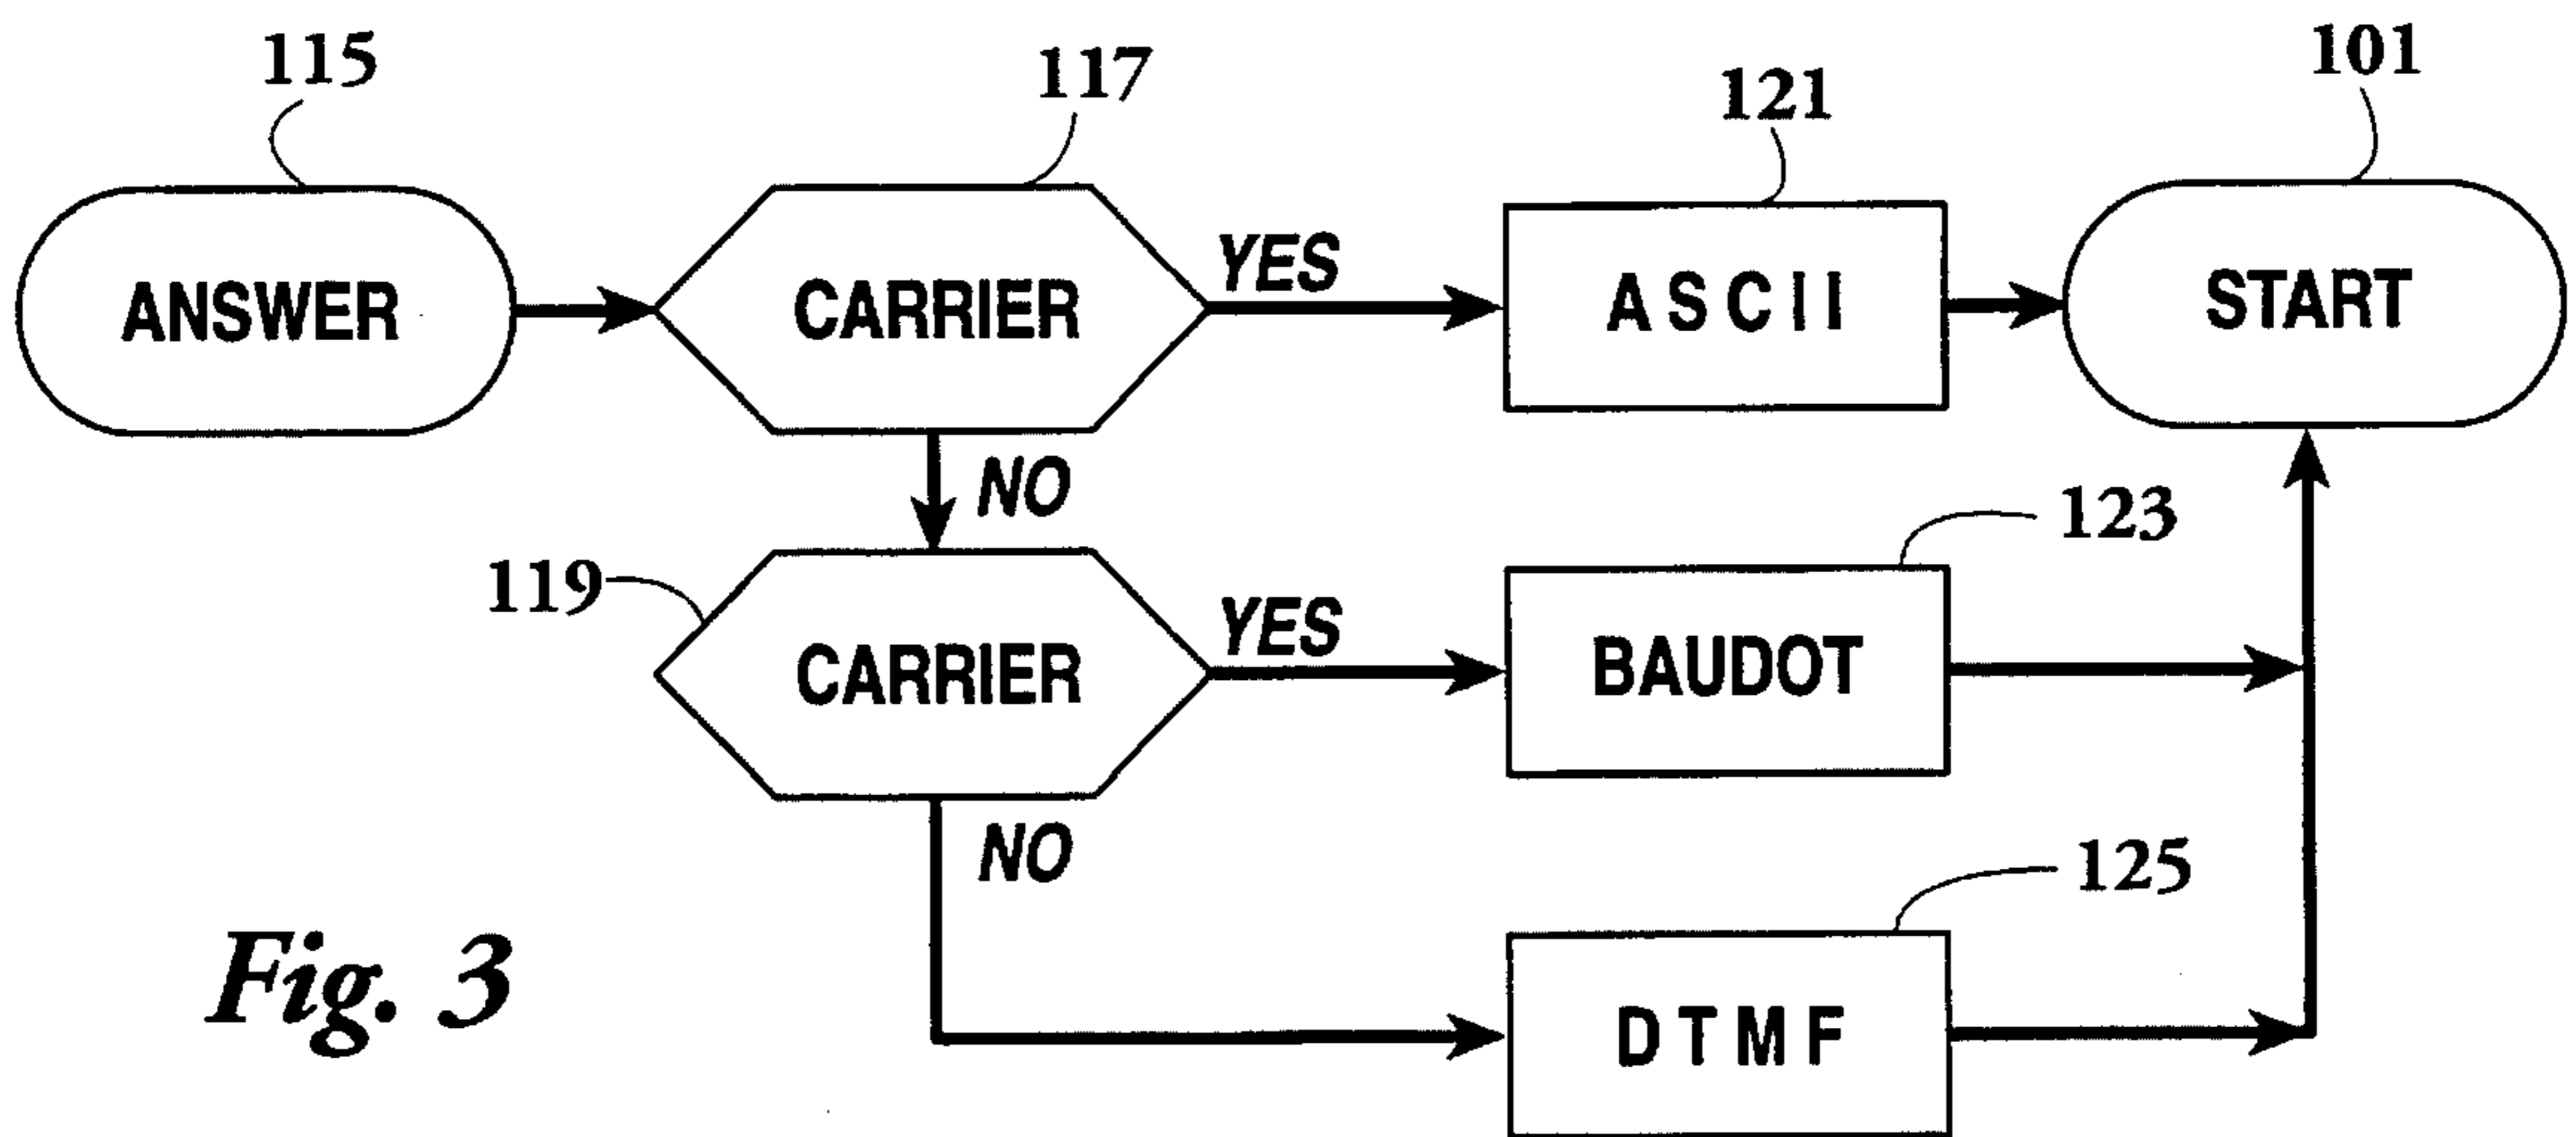 115
117
121
101
ANSWER
CARRIER
YES
ASCII
START
NO
123
119
CARRIER
YES
BAUDOT
NO
125
DTMF
Fig. 3